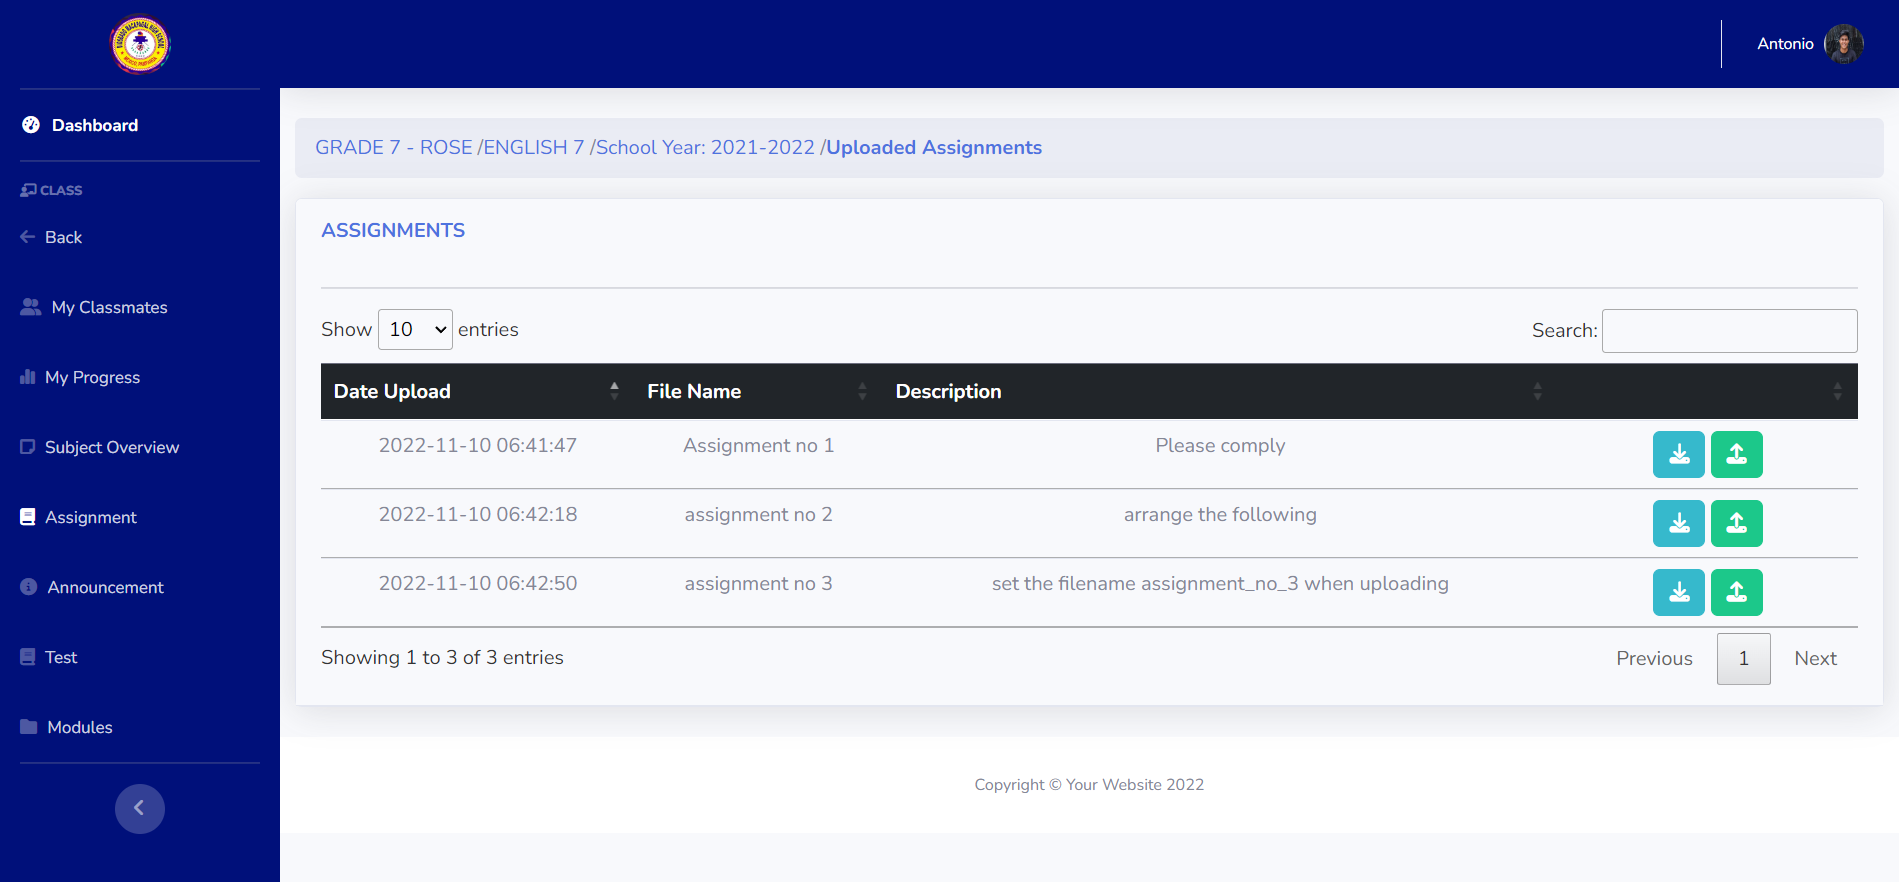 Antonio
Dashboard
CLASS
Back
My Classmates
My Progress
Subject Overview
Assignment
Announcement
Test
Modules
GRADE 7 - ROSE /ENGLISH 7 /School Year: 2021-2022 /Uploaded Assignments
ASSIGNMENTS
Show 10 entries
Search:
Date Upload File Name Description
2022-11-10 06:41:47 Assignment no 1 Please comply
2022-11-10 06:42:18 assignment no 2 arrange the following
2022-11-10 06:42:50 assignment no 3 set the filename assignment_no_3 when uploading
Showing 1 to 3 of 3 entries
Previous 1 Next
Copyright © Your Website 2022